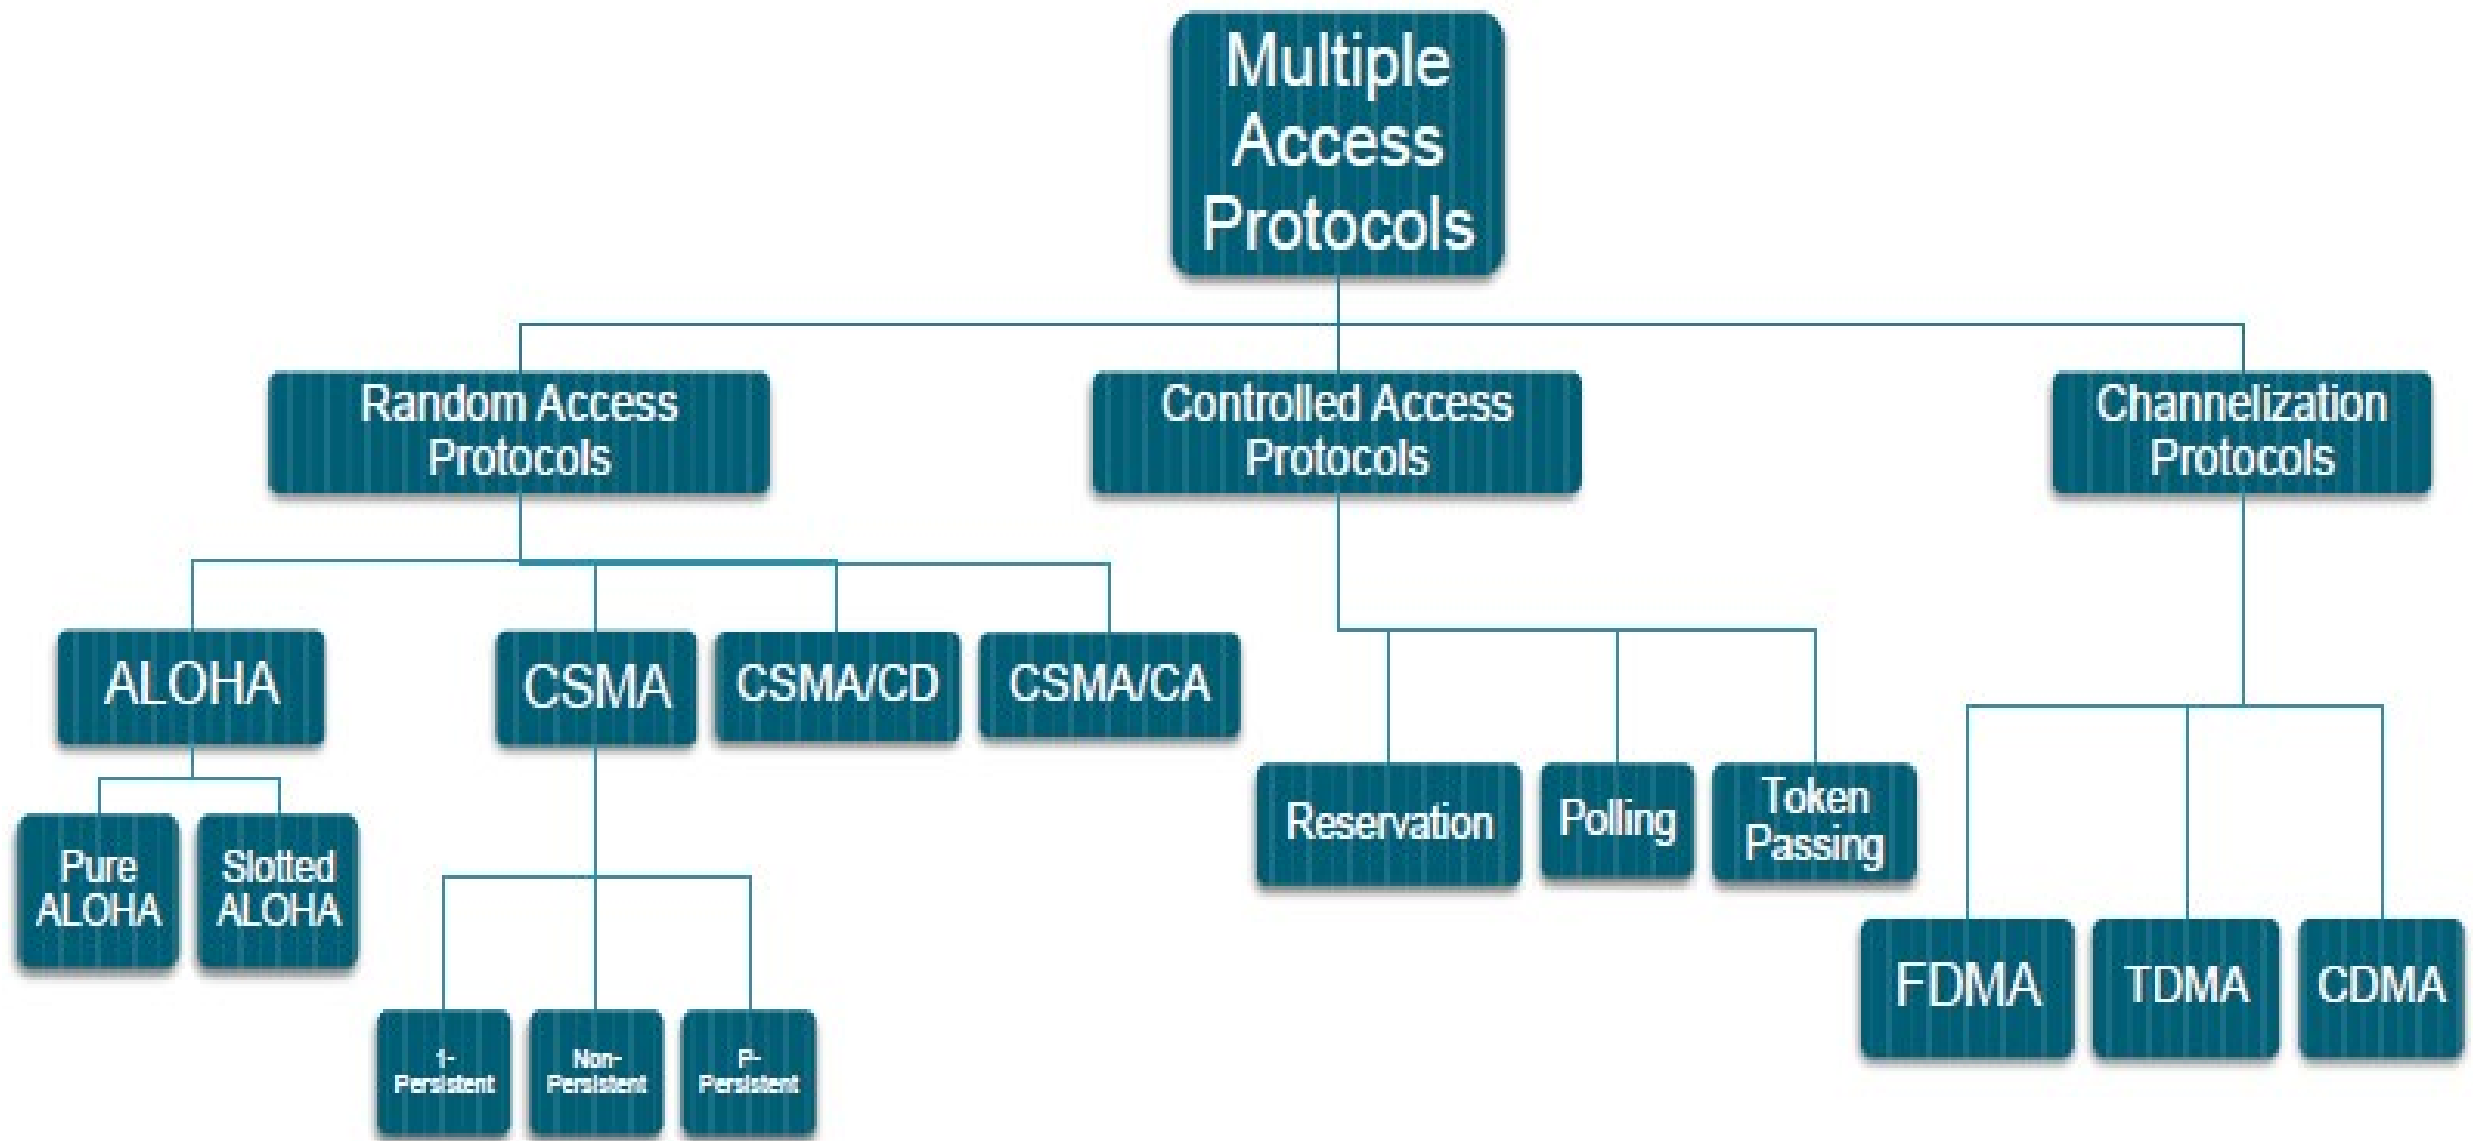 Multiple
Access
Protocols
Random Access
Protocols
Controlled Access
Protocols
Channelization
Protocols
ALOHA
CSMA
CSMA/CD
CSMA/CA
Reservation
Polling
Token
Passing
Pure
ALOHA
Slotted
ALOHA
FDMA
TDMA
CDMA
1-
Persistent
Non-
Persistent
P-
Persistent